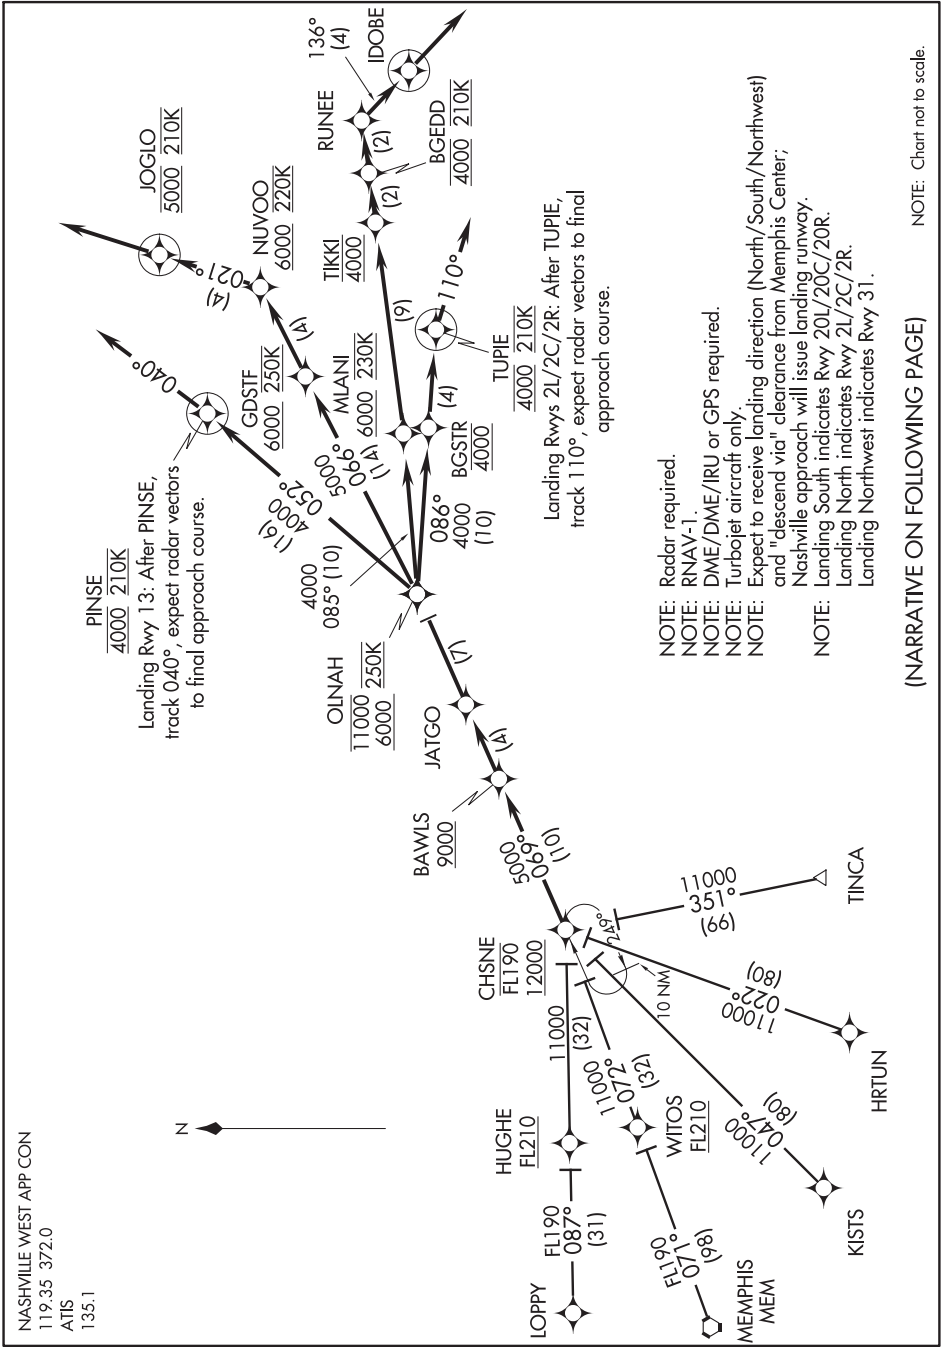 NASHVILLE WEST APP CON
119.35 372.0
ATIS
135.1
N
JOGLO
5000 210K
021°
(4)
NUVOO
6000 220K
(4)
GDSTF
6000 250K
PINSE
4000 210K
Landing Rwy 13: After PINSE,
track 040°, expect radar vectors
to final approach course.
040°
4000
052°
(16)
5000
066°
(14)
MLANI
6000 230K
4000
085° (10)
RUNEE
136°
(4)
IDOBE
(2)
BGEDD
4000 210K
(2)
TIKKI
4000
(9)
110°
TUPIE
4000 210K
Landing Rwys 2L/2C/2R: After TUPIE,
track 110°, expect radar vectors to final
approach course.
(4)
BGSTR
4000
086°
4000
(10)
OLNAH
11000 250K
6000
(7)
JATGO
(4)
BAWLS
9000
5000
069°
(10)
CHSNE
FL190
12000
249°
10 NM
11000
351°
(66)
TINCA
11000
022°
(80)
HRTUN
11000
047°
(80)
KISTS
11000
(32)
HUGHE
FL210
11000
072°
(32)
WITOS
FL210
FL190
087°
(31)
LOPPY
FL190
071°
(98)
MEMPHIS
MEM
NOTE: Radar required.
NOTE: RNAV-1.
NOTE: DME/DME/IRU or GPS required.
NOTE: Turbojet aircraft only.
NOTE: Expect to receive landing direction (North/South/Northwest)
and "descend via" clearance from Memphis Center;
Nashville approach will issue landing runway.
NOTE: Landing South indicates Rwy 20L/20C/20R.
Landing North indicates Rwy 2L/2C/2R.
Landing Northwest indicates Rwy 31.
(NARRATIVE ON FOLLOWING PAGE)
NOTE: Chart not to scale.